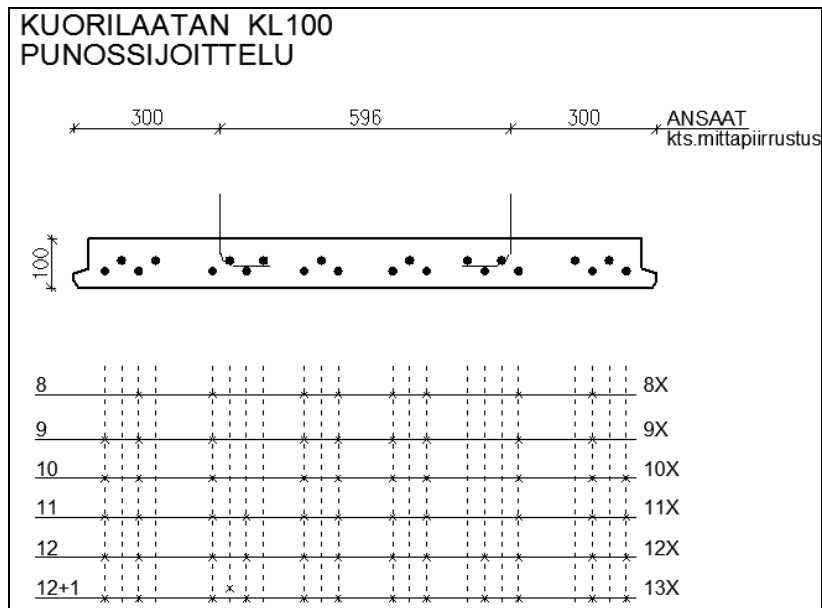 KUORILAATAN KL100
PUNOSSIJOITTELU
300 596 300 ANSAAT
kts.mittapiirrustus
100
8 8X
9 9X
10 10X
11 11X
12 12X
12+1 13X